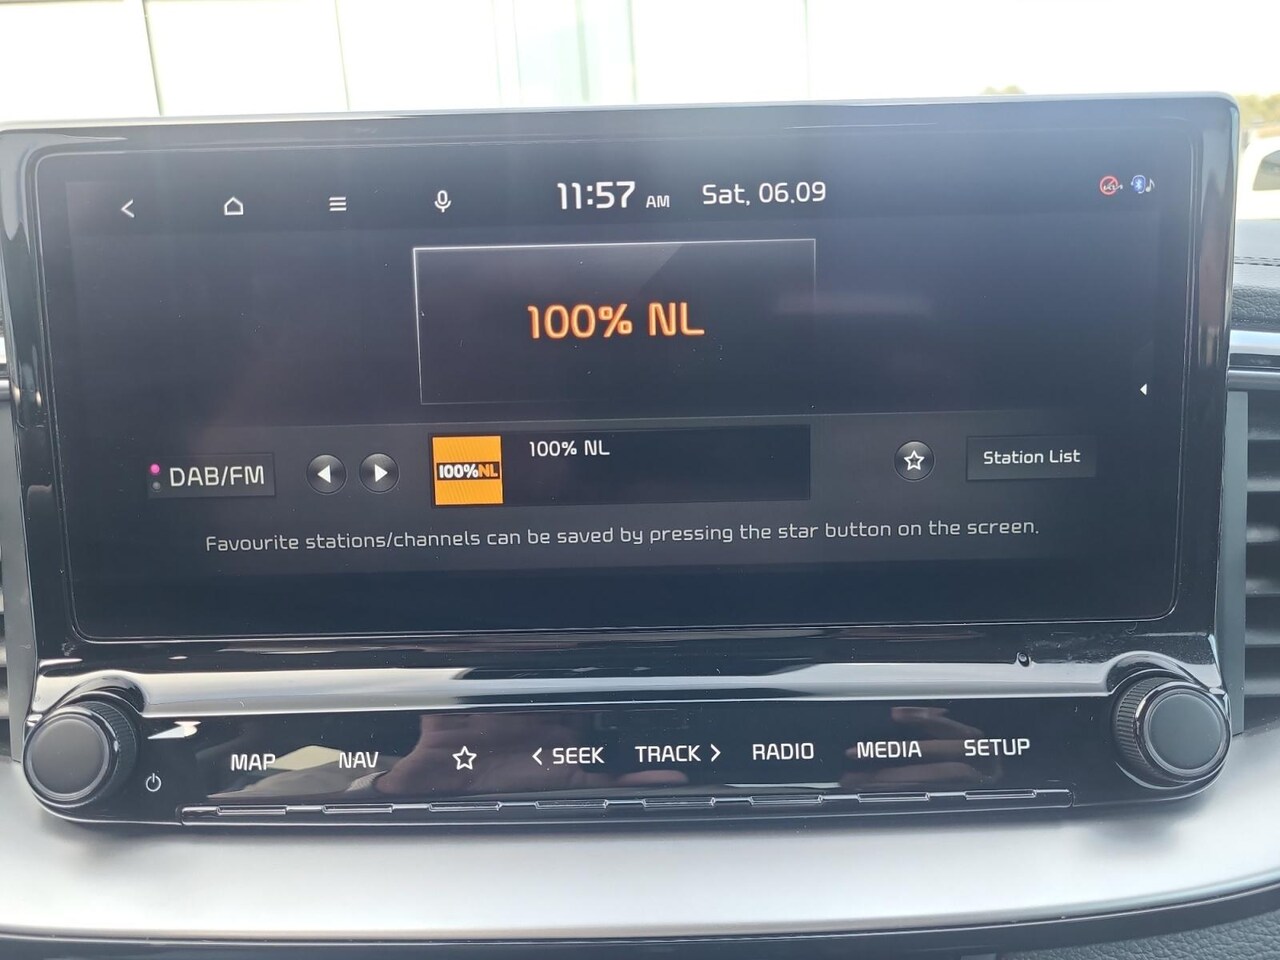 11:57 AM Sat, 06.09
100% NL
DAB/FM
100%NL
100% NL
Station List
Favourite stations/channels can be saved by pressing the star button on the screen.
MAP NAV < SEEK TRACK > RADIO MEDIA SETUP